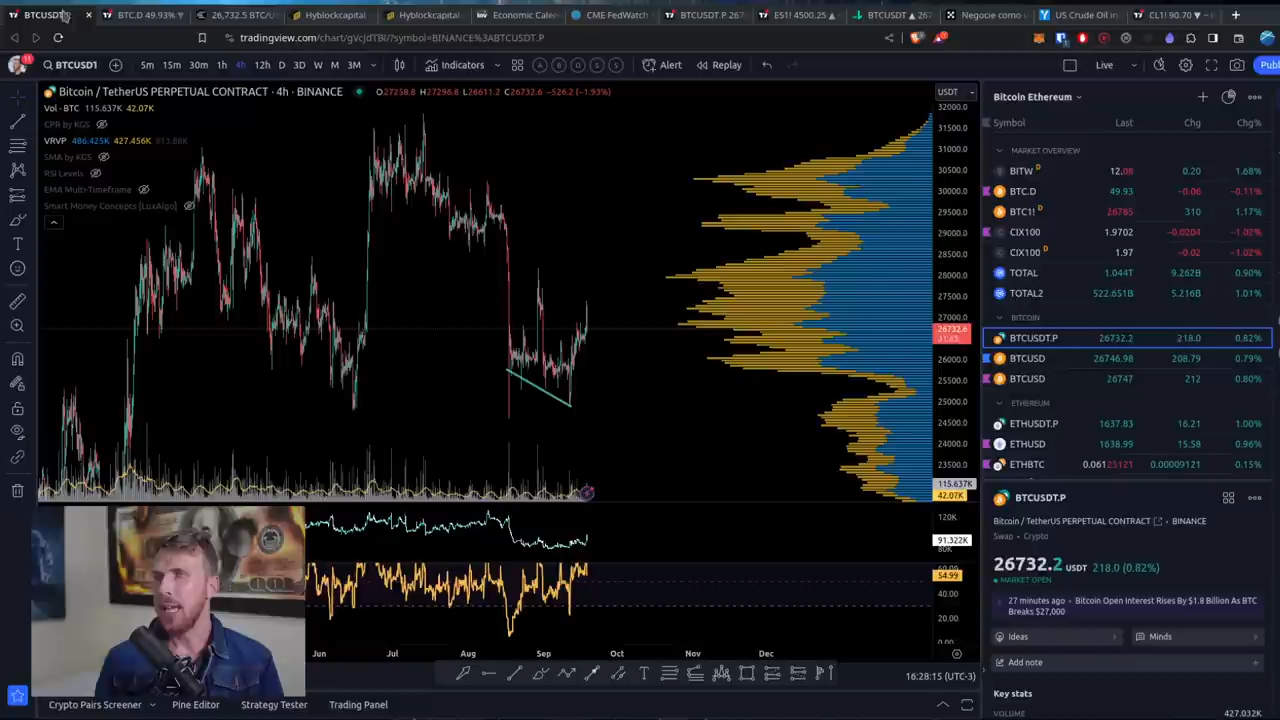 BTCUSDT
BTC.D 49.93%
26,732.5 BTC/U
Hyblockcapital
Hyblockcapital
Economic Calen
CME FedWatch
BTCUSDT.P 267
ES1! 4500.25
BTCUSDT ▲ 267
Negocie como
US Crude Oil In
CL1! 90.70
tradingview.com/chart/gVcjdTBI/?symbol=BINANCE%3ABTCUSDT.P
11
BTCUSD1
5m 15m 30m 1h 4h 12h D 3D W M 3M
Indicators
Alert
Replay
Live
Publ
Bitcoin / TetherUS PERPETUAL CONTRACT · 4h · BINANCE
O27258.8 H27296.8 L26611.2 C26732.6 -526.2 (-1.93%)
Vol · BTC 115.637K 42.07K
CPR by KGS
VRVP 486.425K 427.456K 913.88K
SMA by KGS
RSI Levels
EMA Multi-Timeframe
Smart Money Concepts [LuxAlgo]
USDT
32000.0
31500.0
31000.0
30500.0
30000.0
29500.0
29000.0
28500.0
28000.0
27500.0
27000.0
26732.6
26000.0
25500.0
25000.0
24500.0
24000.0
23500.0
115.637K
42.07K
120K
91.322K
80K
60.00
54.99
40.00
20.00
0.00
Jun Jul Aug Sep Oct Nov Dec
16:28:15 (UTC-3)
Crypto Pairs Screener
Pine Editor
Strategy Tester
Trading Panel
Bitcoin Ethereum
Symbol Last Chg Chg%
MARKET OVERVIEW
BITW D 12.08 0.20 1.68%
BTC.D 49.93 -0.06 -0.11%
BTC1! D 26785 310 1.17%
CIX100 1.9702 -0.0204 -1.02%
CIX100 D 1.97 -0.02 -1.02%
TOTAL 1.044T 9.262B 0.90%
TOTAL2 522.651B 5.216B 1.01%
BITCOIN
BTCUSDT.P 26732.2 218.0 0.82%
BTCUSD 26746.98 208.79 0.79%
BTCUSD 26747 211 0.80%
ETHEREUM
ETHUSDT.P 1637.83 16.21 1.00%
ETHUSD 1638.99 15.58 0.96%
ETHBTC 0.06125121 0.00009121 0.15%
BTCUSDT.P
Bitcoin / TetherUS PERPETUAL CONTRACT BINANCE
Swap · Crypto
26732.2 USDT 218.0 (0.82%)
MARKET OPEN
27 minutes ago • Bitcoin Open Interest Rises By $1.8 Billion As BTC
Breaks $27,000
Ideas
Minds
Add note
Key stats
VOLUME 427.032K